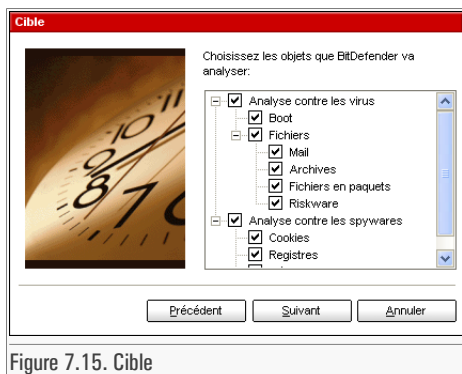 Cible
Choisissez les objets que BitDefender va
analyser:
Analyse contre les virus
Boot
Fichiers
Mail
Archives
Fichiers en paquets
Riskware
Analyse contre les spywares
Cookies
Registres
Précédent
Suivant
Annuler
Figure 7.15. Cible